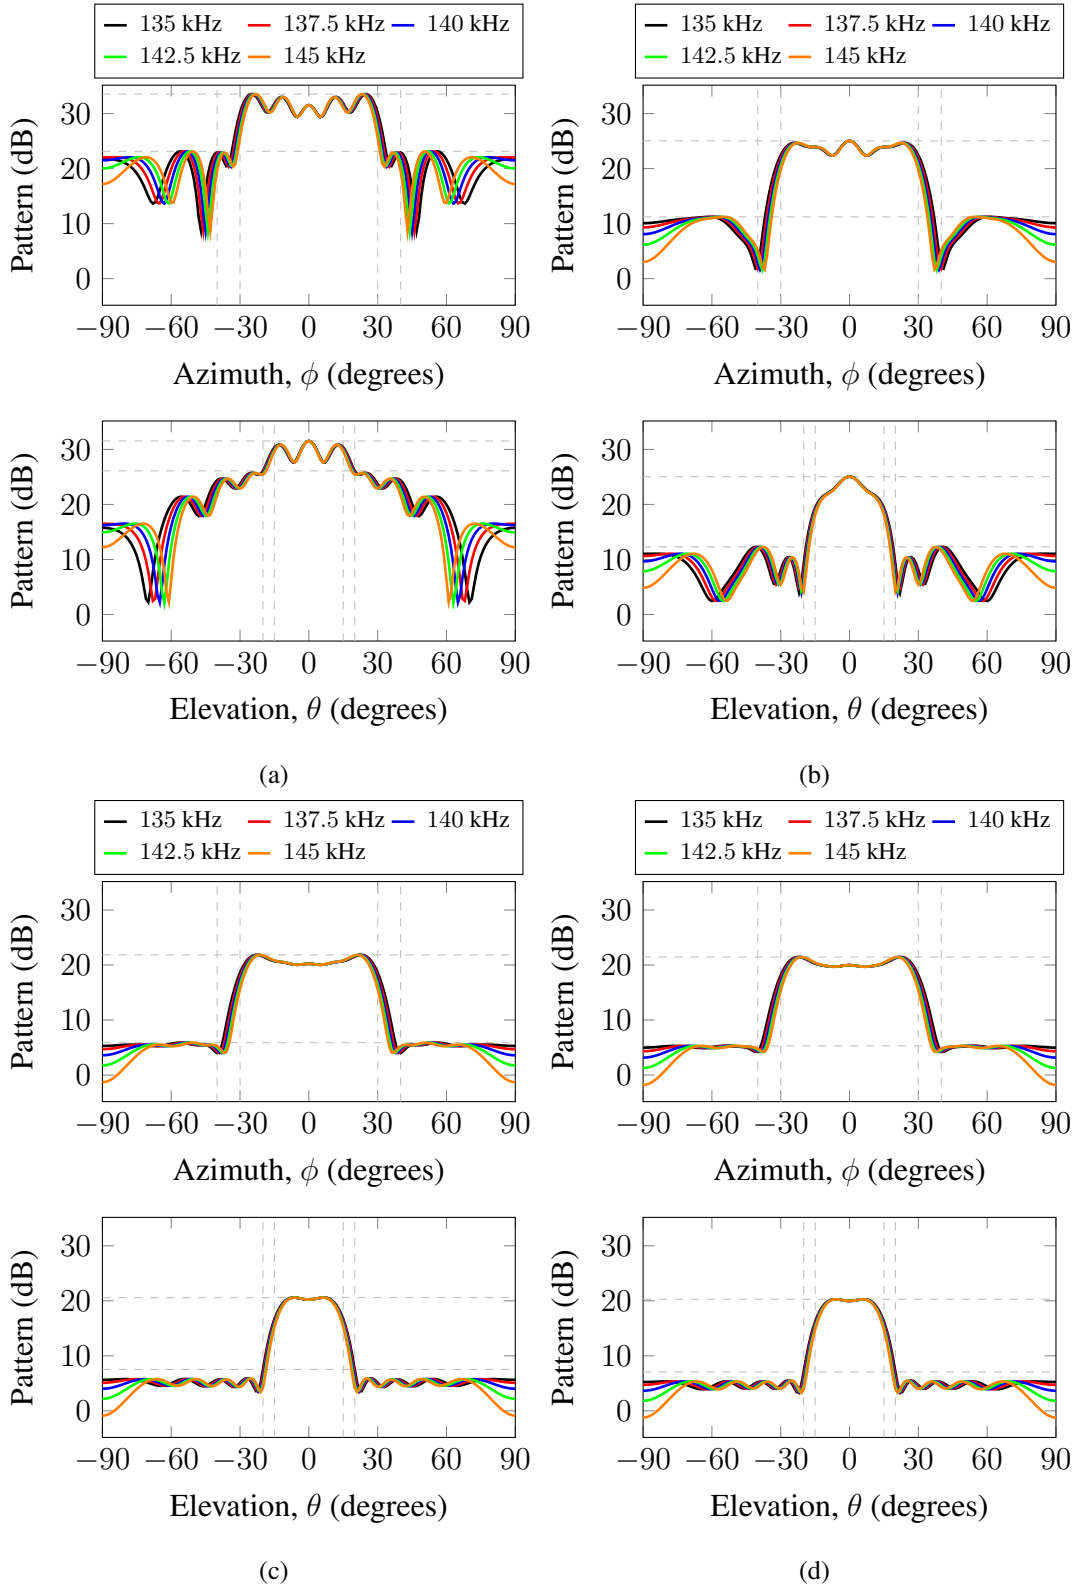 135 kHz 137.5 kHz 140 kHz
142.5 kHz 145 kHz
Pattern (dB)
30
20
10
0
−90 −60 −30 0 30 60 90
Azimuth, ϕ (degrees)
Pattern (dB)
30
20
10
0
−90 −60 −30 0 30 60 90
Elevation, θ (degrees)
(a)
135 kHz 137.5 kHz 140 kHz
142.5 kHz 145 kHz
Pattern (dB)
30
20
10
0
−90 −60 −30 0 30 60 90
Azimuth, ϕ (degrees)
Pattern (dB)
30
20
10
0
−90 −60 −30 0 30 60 90
Elevation, θ (degrees)
(b)
135 kHz 137.5 kHz 140 kHz
142.5 kHz 145 kHz
Pattern (dB)
30
20
10
0
−90 −60 −30 0 30 60 90
Azimuth, ϕ (degrees)
Pattern (dB)
30
20
10
0
−90 −60 −30 0 30 60 90
Elevation, θ (degrees)
(c)
135 kHz 137.5 kHz 140 kHz
142.5 kHz 145 kHz
Pattern (dB)
30
20
10
0
−90 −60 −30 0 30 60 90
Azimuth, ϕ (degrees)
Pattern (dB)
30
20
10
0
−90 −60 −30 0 30 60 90
Elevation, θ (degrees)
(d)